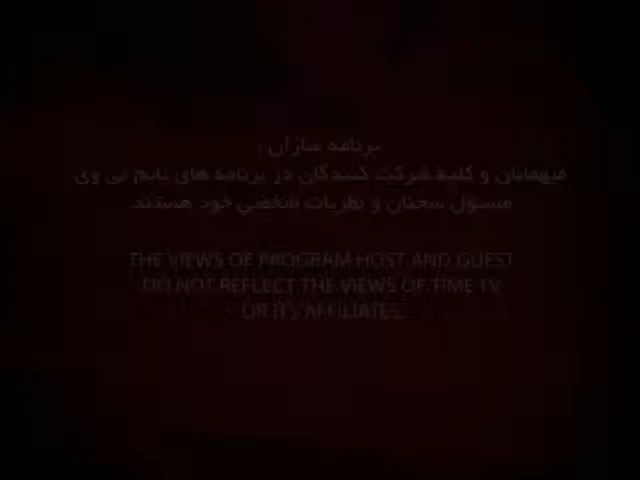 برنامه سازان ،
میهمانان و کلیه شرکت کنندگان در برنامه های تایم تی وی
مسئول سخنان و نظریات شخصی خود هستند
THE VIEWS OF PROGRAM HOST AND GUEST
DO NOT REFLECT THE VIEWS OF TIME TV
OR ITS AFFILIATES.